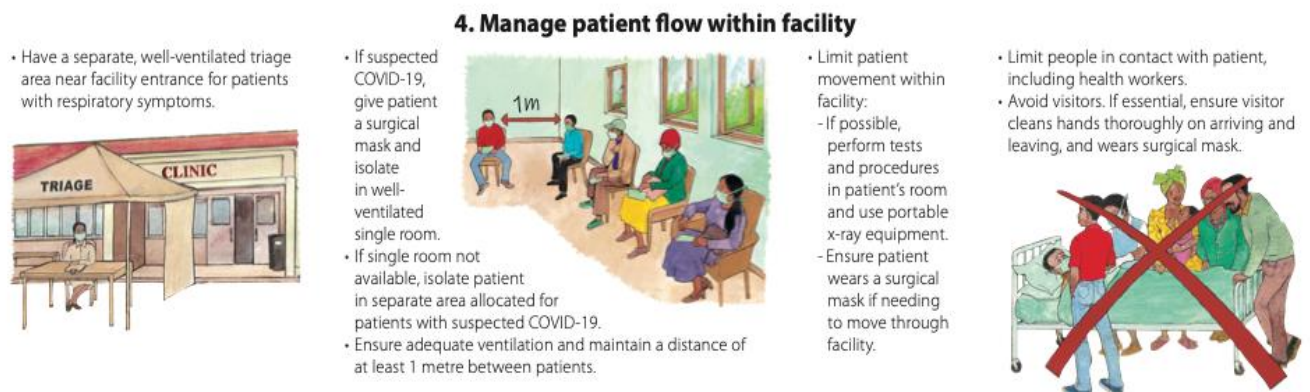 4. Manage patient flow within facility
• Have a separate, well-ventilated triage
area near facility entrance for patients
with respiratory symptoms.
TRIAGE
CLINIC
• If suspected
COVID-19,
give patient
a surgical
mask and
isolate
in well-
ventilated
single room.
• If single room not
available, isolate patient
in separate area allocated for
patients with suspected COVID-19.
• Ensure adequate ventilation and maintain a distance of
at least 1 metre between patients.
1m
• Limit patient
movement within
facility:
- If possible,
perform tests
and procedures
in patient's room
and use portable
x-ray equipment.
- Ensure patient
wears a surgical
mask if needing
to move through
facility.
• Limit people in contact with patient,
including health workers.
• Avoid visitors. If essential, ensure visitor
cleans hands thoroughly on arriving and
leaving, and wears surgical mask.